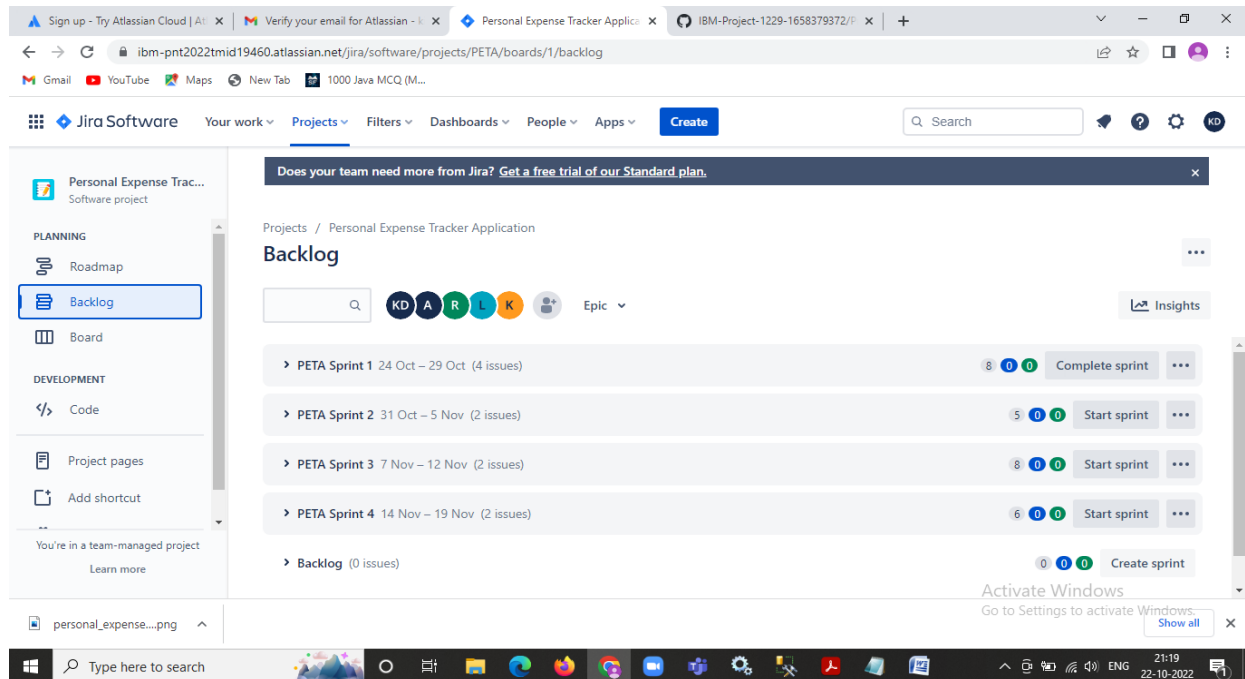 Sign up - Try Atlassian Cloud | At
Verify your email for Atlassian - k
Personal Expense Tracker Applica
IBM-Project-1229-1658379372/P
ibm-pnt2022tmid19460.atlassian.net/jira/software/projects/PETA/boards/1/backlog
Gmail YouTube Maps New Tab 1000 Java MCQ (M...
Jira Software Your work Projects Filters Dashboards People Apps Create Search KD
Does your team need more from Jira? Get a free trial of our Standard plan.
Personal Expense Trac...
Software project
PLANNING
Roadmap
Backlog
Board
DEVELOPMENT
Code
Project pages
Add shortcut
You're in a team-managed project
Learn more
Projects / Personal Expense Tracker Application
Backlog
KD A R L K Epic Insights
PETA Sprint 1 24 Oct – 29 Oct (4 issues) 8 0 0 Complete sprint
PETA Sprint 2 31 Oct – 5 Nov (2 issues) 5 0 0 Start sprint
PETA Sprint 3 7 Nov – 12 Nov (2 issues) 8 0 0 Start sprint
PETA Sprint 4 14 Nov – 19 Nov (2 issues) 6 0 0 Start sprint
Backlog (0 issues) 0 0 0 Create sprint
Activate Windows
Go to Settings to activate Windows.
personal_expense....png Show all
Type here to search ENG 21:19
22-10-2022